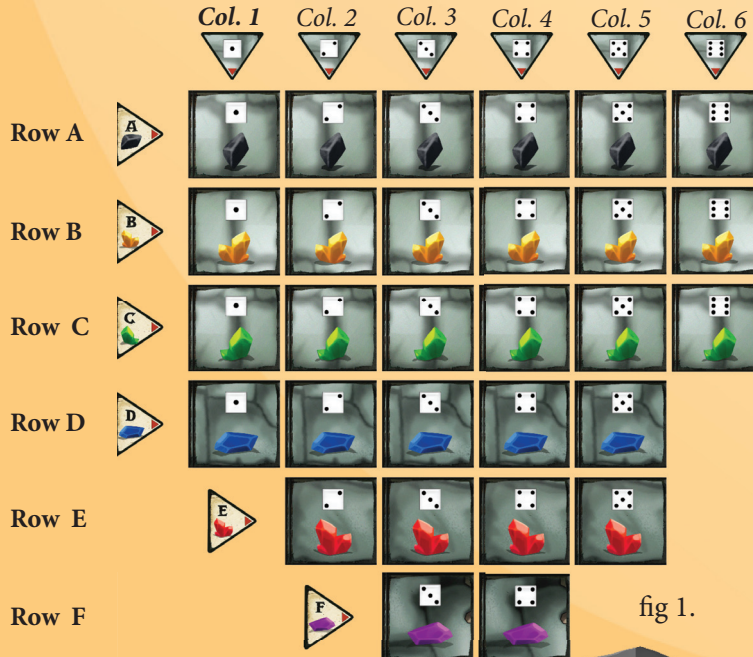 Col. 1 Col. 2 Col. 3 Col. 4 Col. 5 Col. 6
Row A A
Row B B
Row C C
Row D D
Row E E
Row F F
fig 1.